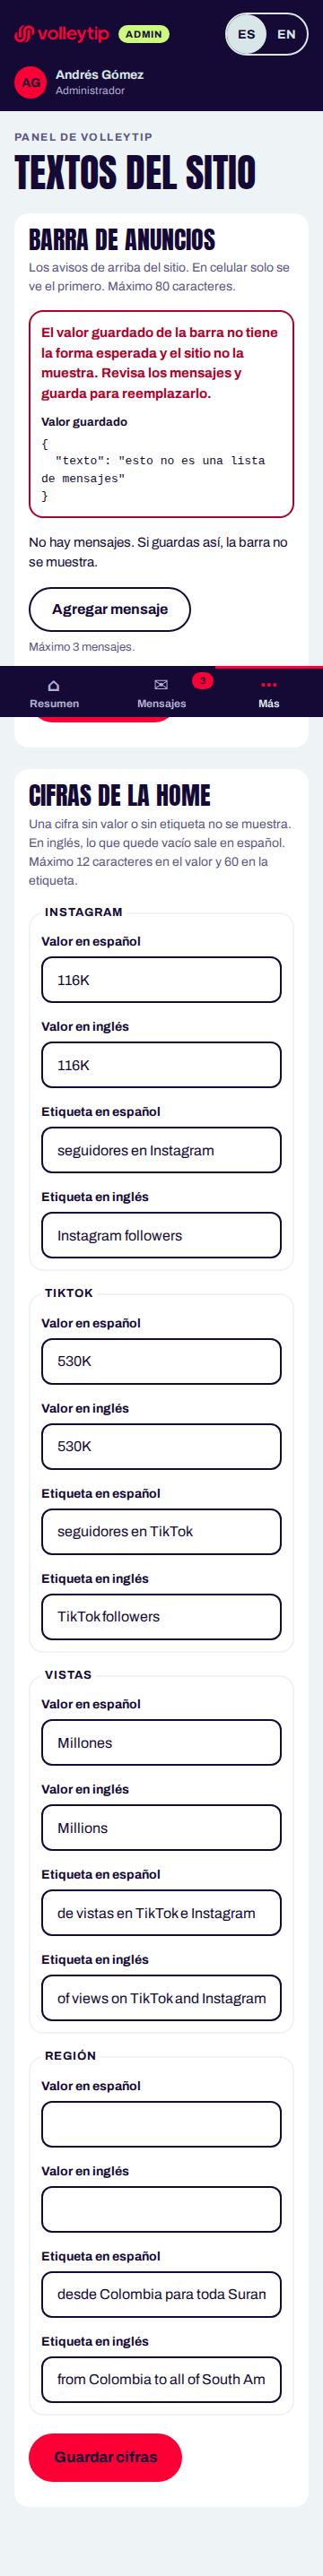 volleytip ADMIN ES EN
AG Andrés Gómez
Administrador
PANEL DE VOLLEYTIP
TEXTOS DEL SITIO
BARRA DE ANUNCIOS
Los avisos de arriba del sitio. En celular solo se
ve el primero. Máximo 80 caracteres.
El valor guardado de la barra no tiene
la forma esperada y el sitio no la
muestra. Revisa los mensajes y
guarda para reemplazarlo.
Valor guardado
{
"texto": "esto no es una lista
de mensajes"
}
No hay mensajes. Si guardas así, la barra no
se muestra.
Agregar mensaje
Máximo 3 mensajes.
3
Resumen Mensajes Más
CIFRAS DE LA HOME
Una cifra sin valor o sin etiqueta no se muestra.
En inglés, lo que quede vacío sale en español.
Máximo 12 caracteres en el valor y 60 en la
etiqueta.
INSTAGRAM
Valor en español
116K
Valor en inglés
116K
Etiqueta en español
seguidores en Instagram
Etiqueta en inglés
Instagram followers
TIKTOK
Valor en español
530K
Valor en inglés
530K
Etiqueta en español
seguidores en TikTok
Etiqueta en inglés
TikTok followers
VISTAS
Valor en español
Millones
Valor en inglés
Millions
Etiqueta en español
de vistas en TikTok e Instagram
Etiqueta en inglés
of views on TikTok and Instagram
REGIÓN
Valor en español
Valor en inglés
Etiqueta en español
desde Colombia para toda Suram
Etiqueta en inglés
from Colombia to all of South Am
Guardar cifras